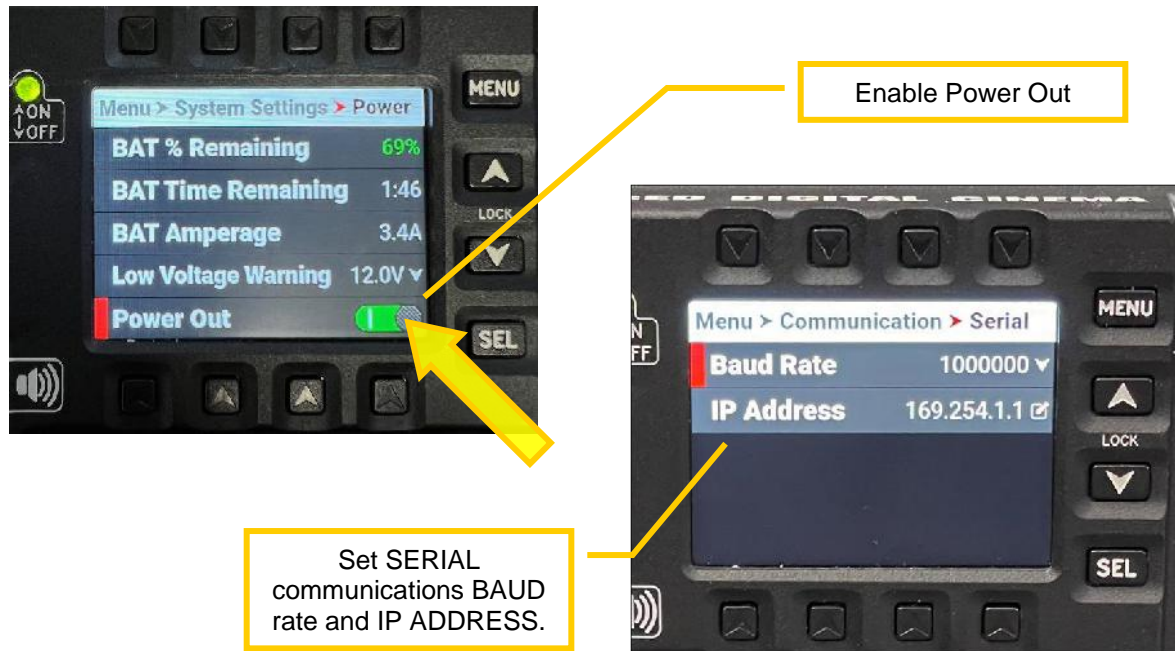 MENU
ON
OFF
Menu > System Settings > Power
BAT % Remaining 69%
BAT Time Remaining 1:46
BAT Amperage 3.4A
Low Voltage Warning 12.0V
Power Out
LOCK
SEL
Enable Power Out
DIGITAL CINEMA
MENU
N
FF
Menu > Communication > Serial
Baud Rate 1000000
IP Address 169.254.1.1
LOCK
SEL
Set SERIAL
communications BAUD
rate and IP ADDRESS.